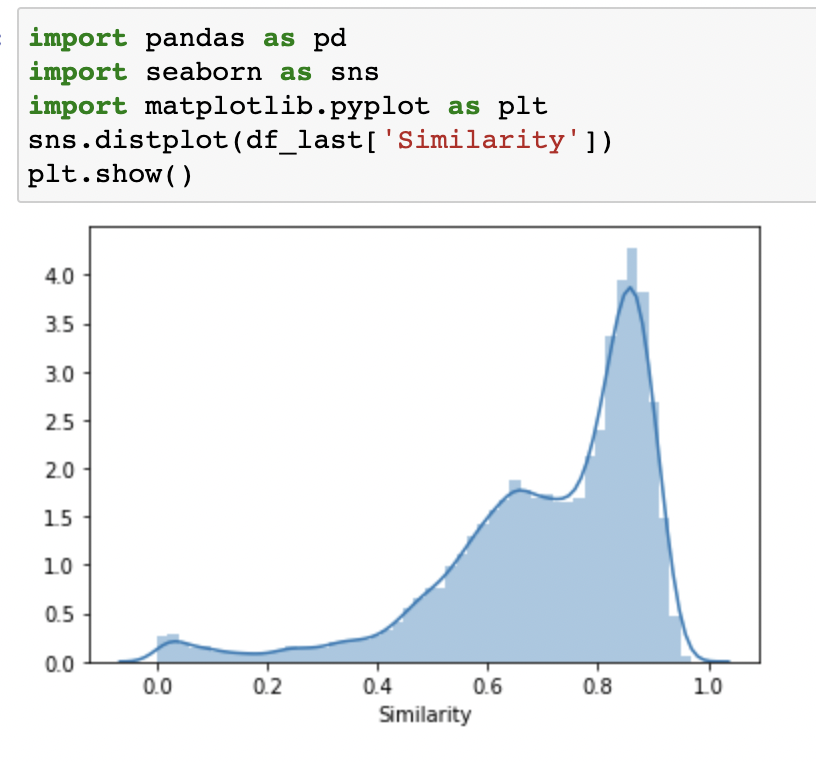 import pandas as pd
import seaborn as sns
import matplotlib.pyplot as plt
sns.distplot(df_last['Similarity'])
plt.show()
4.0
3.5
3.0
2.5
2.0
1.5
1.0
0.5
0.0
0.0 0.2 0.4 0.6 0.8 1.0
Similarity